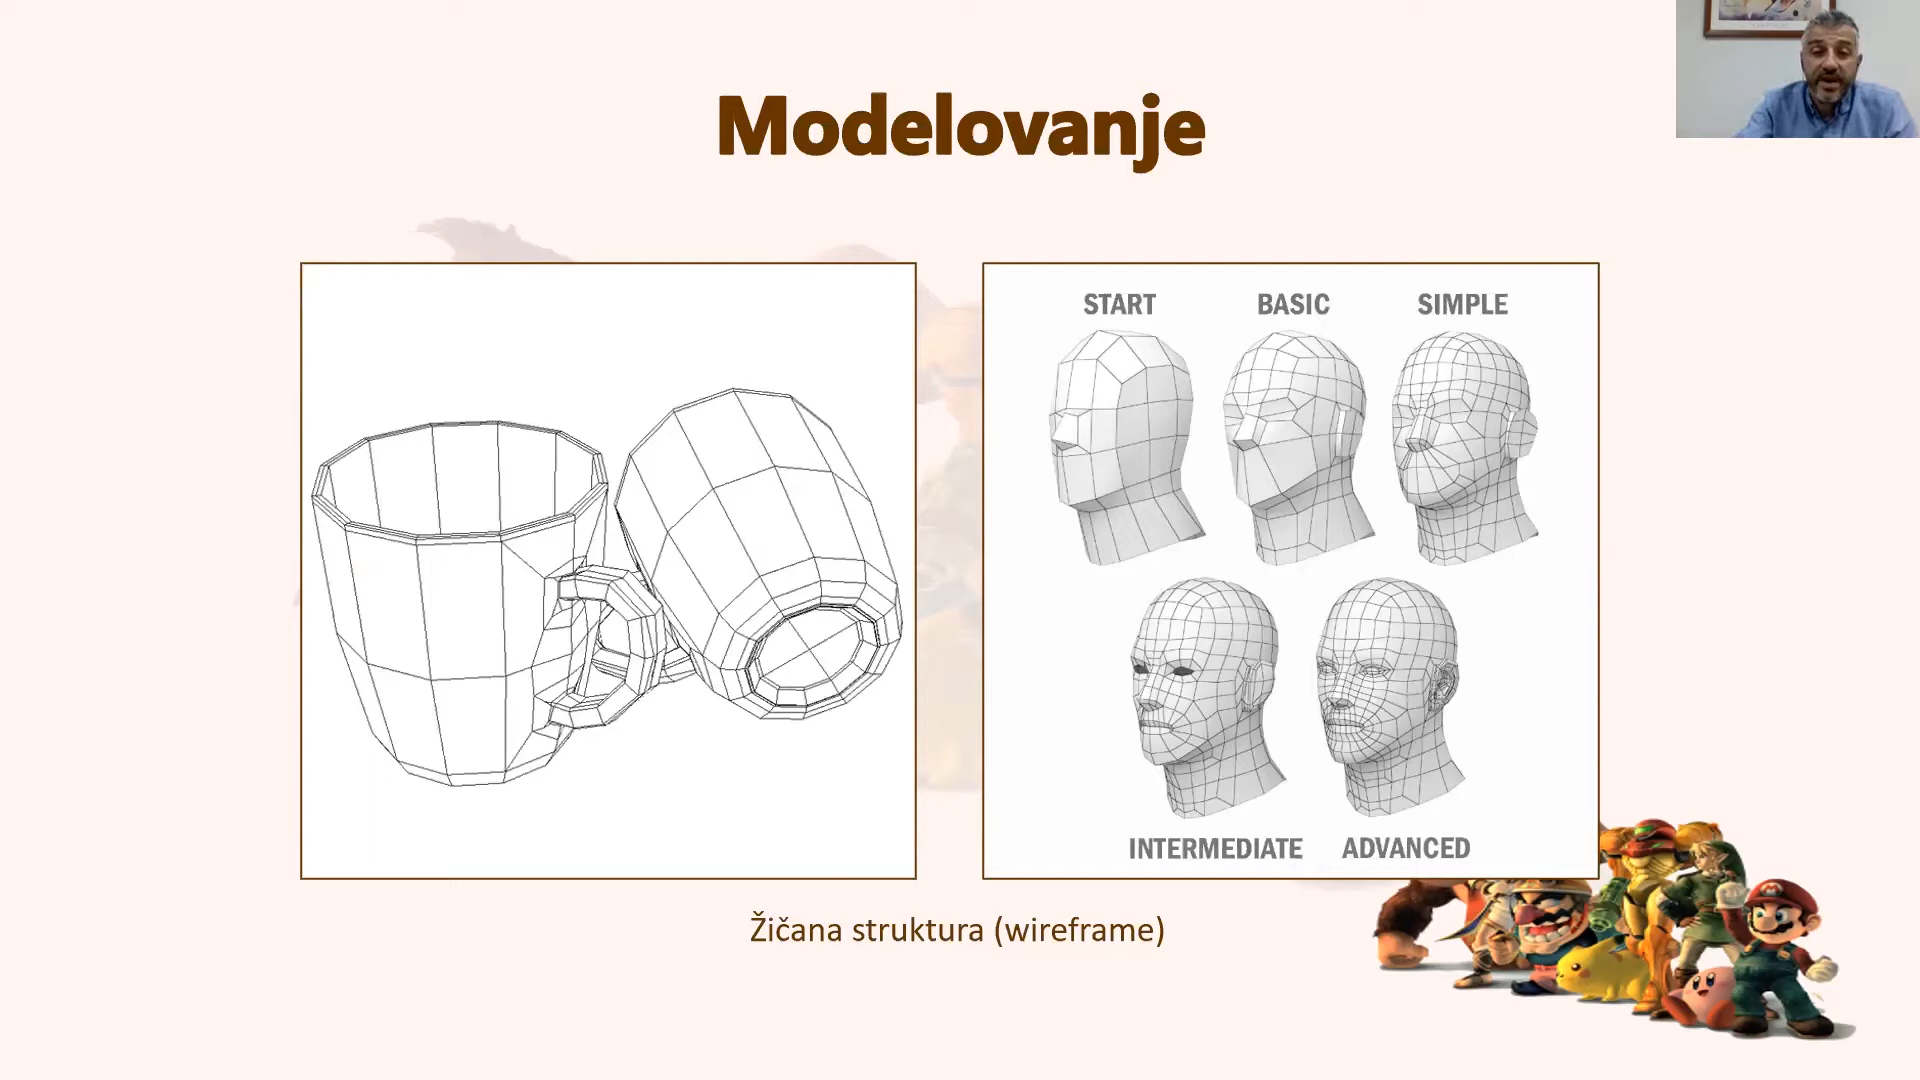 Modelovanje
START BASIC SIMPLE
INTERMEDIATE ADVANCED
Žičana struktura (wireframe)